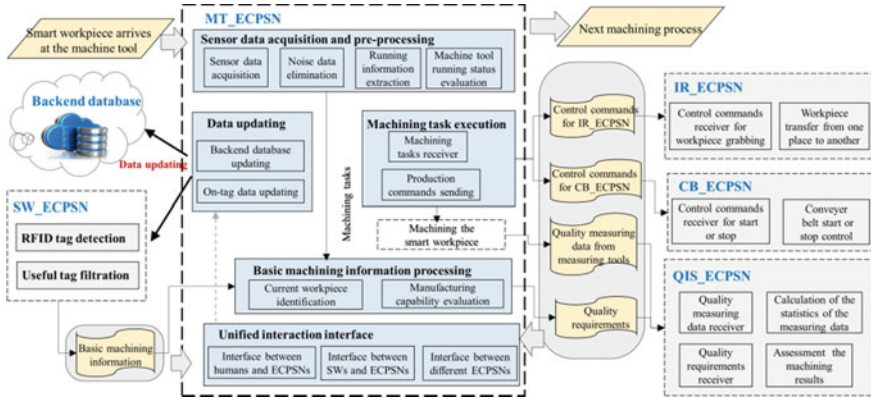 Smart workpiece arrives
at the machine tool
MT_ECPSN
Sensor data acquisition and pre-processing
Sensor data
acquisition
Noise data
elimination
Running
information
extraction
Machine tool
running status
evaluation
Next machining process
Backend database
Data updating
Data updating
Backend database
updating
On-tag data updating
Machining task execution
Machining
tasks receiver
Production
commands sending
Machining tasks
Machining the
smart workpiece
Control commands
for IR_ECPSN
Control commands
for CB_ECPSN
Quality measuring
data from
measuring tools
Quality
requirements
IR_ECPSN
Control commands
receiver for
workpiece grabbing
Workpiece
transfer from one
place to another
CB_ECPSN
Control commands
receiver for start or
stop
Conveyer
belt start or
stop control
SW_ECPSN
RFID tag detection
Useful tag filtration
Basic machining
information
Basic machining information processing
Current workpiece
identification
Manufacturing
capability evaluation
Unified interaction interface
Interface between
humans and ECPSNs
Interface between
SWs and ECPSNs
Interface between
different ECPSNs
QIS_ECPSN
Quality
measuring
data receiver
Calculation of the
statistics of the
measuring data
Quality
requirements
receiver
Assessment the
machining
results